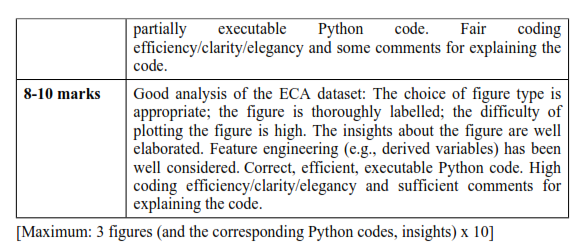 partially executable Python code. Fair coding
efficiency/clarity/elegancy and some comments for explaining the
code.
8-10 marks
Good analysis of the ECA dataset: The choice of figure type is
appropriate; the figure is thoroughly labelled; the difficulty of
plotting the figure is high. The insights about the figure are well
elaborated. Feature engineering (e.g., derived variables) has been
well considered. Correct, efficient, executable Python code. High
coding efficiency/clarity/elegancy and sufficient comments for
explaining the code.
[Maximum: 3 figures (and the corresponding Python codes, insights) x 10]